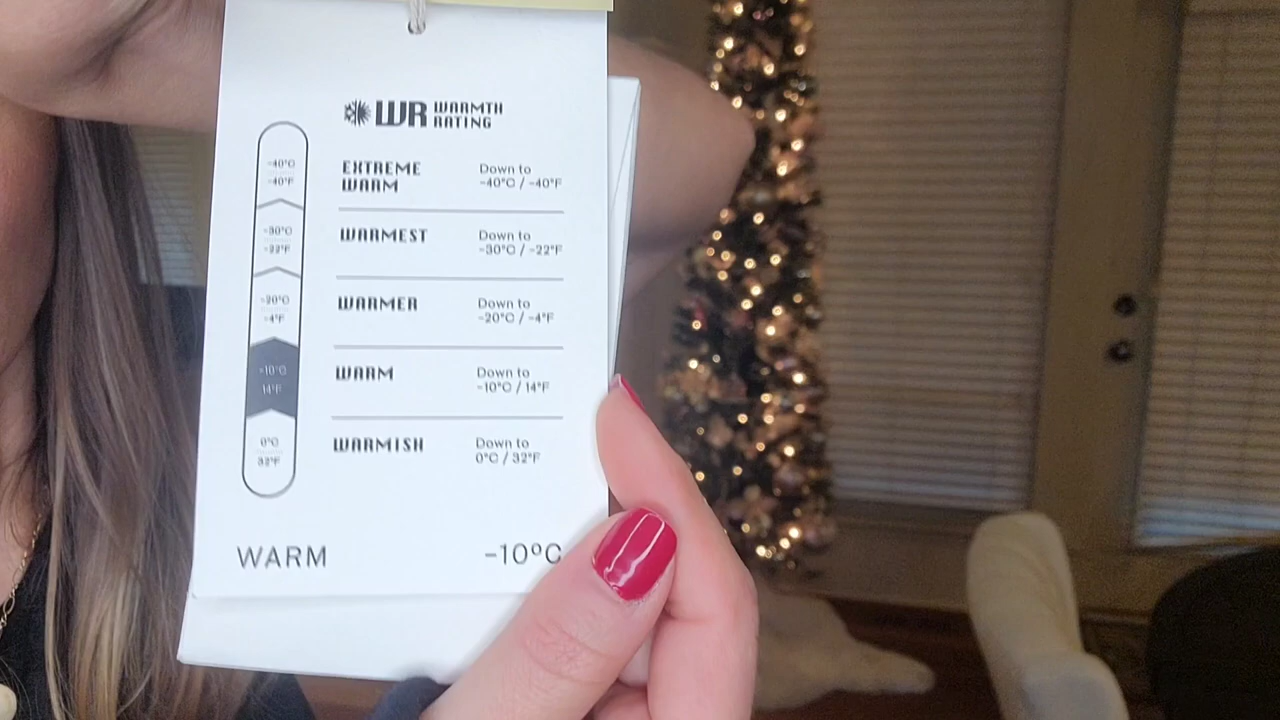 WR WARMTH
RATING
-40°C
-40°F
-30°C
-22°F
-20°C
-4°F
-10°C
14°F
0°C
32°F
EXTREME
WARM
Down to
-40°C / -40°F
WARMEST
Down to
-30°C / -22°F
WARMER
Down to
-20°C / -4°F
WARM
Down to
-10°C / 14°F
WARMISH
Down to
0°C / 32°F
WARM -10°C